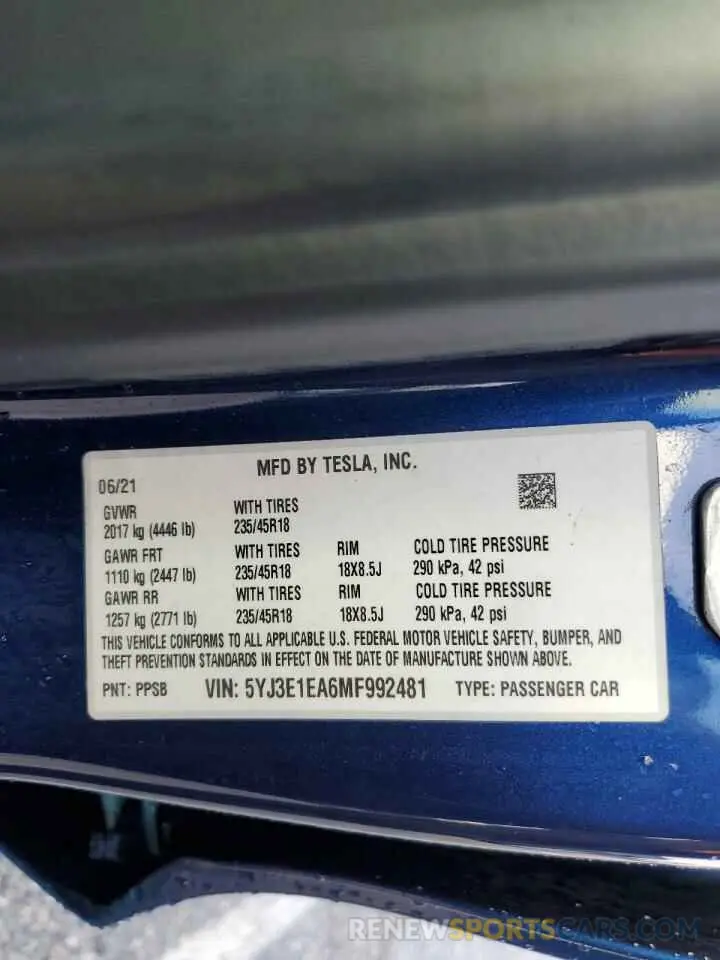 MFD BY TESLA, INC.
06/21
GVWR WITH TIRES
2017 kg (4446 lb) 235/45R18
GAWR FRT WITH TIRES RIM COLD TIRE PRESSURE
1110 kg (2447 lb) 235/45R18 18X8.5J 290 kPa, 42 psi
GAWR RR WITH TIRES RIM COLD TIRE PRESSURE
1257 kg (2771 lb) 235/45R18 18X8.5J 290 kPa, 42 psi
THIS VEHICLE CONFORMS TO ALL APPLICABLE U.S. FEDERAL MOTOR VEHICLE SAFETY, BUMPER, AND
THEFT PREVENTION STANDARDS IN EFFECT ON THE DATE OF MANUFACTURE SHOWN ABOVE.
PNT: PPSB VIN: 5YJ3E1EA6MF992481 TYPE: PASSENGER CAR
RENEWSPORTSCARS.COM